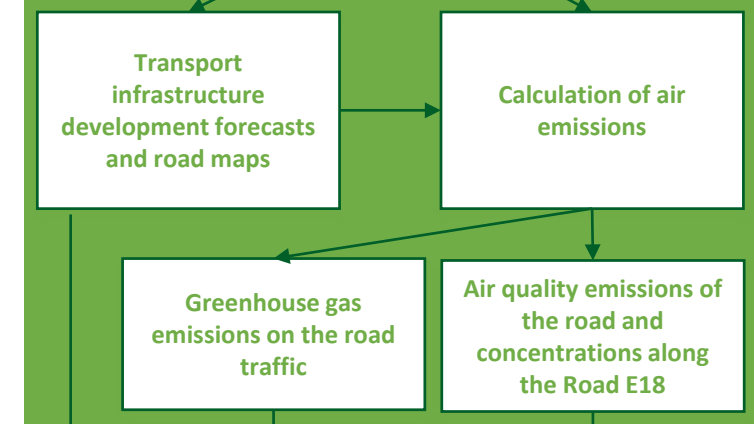 Transport
infrastructure
development forecasts
and road maps
Calculation of air
emissions
Greenhouse gas
emissions on the road
traffic
Air quality emissions of
the road and
concentrations along
the Road E18